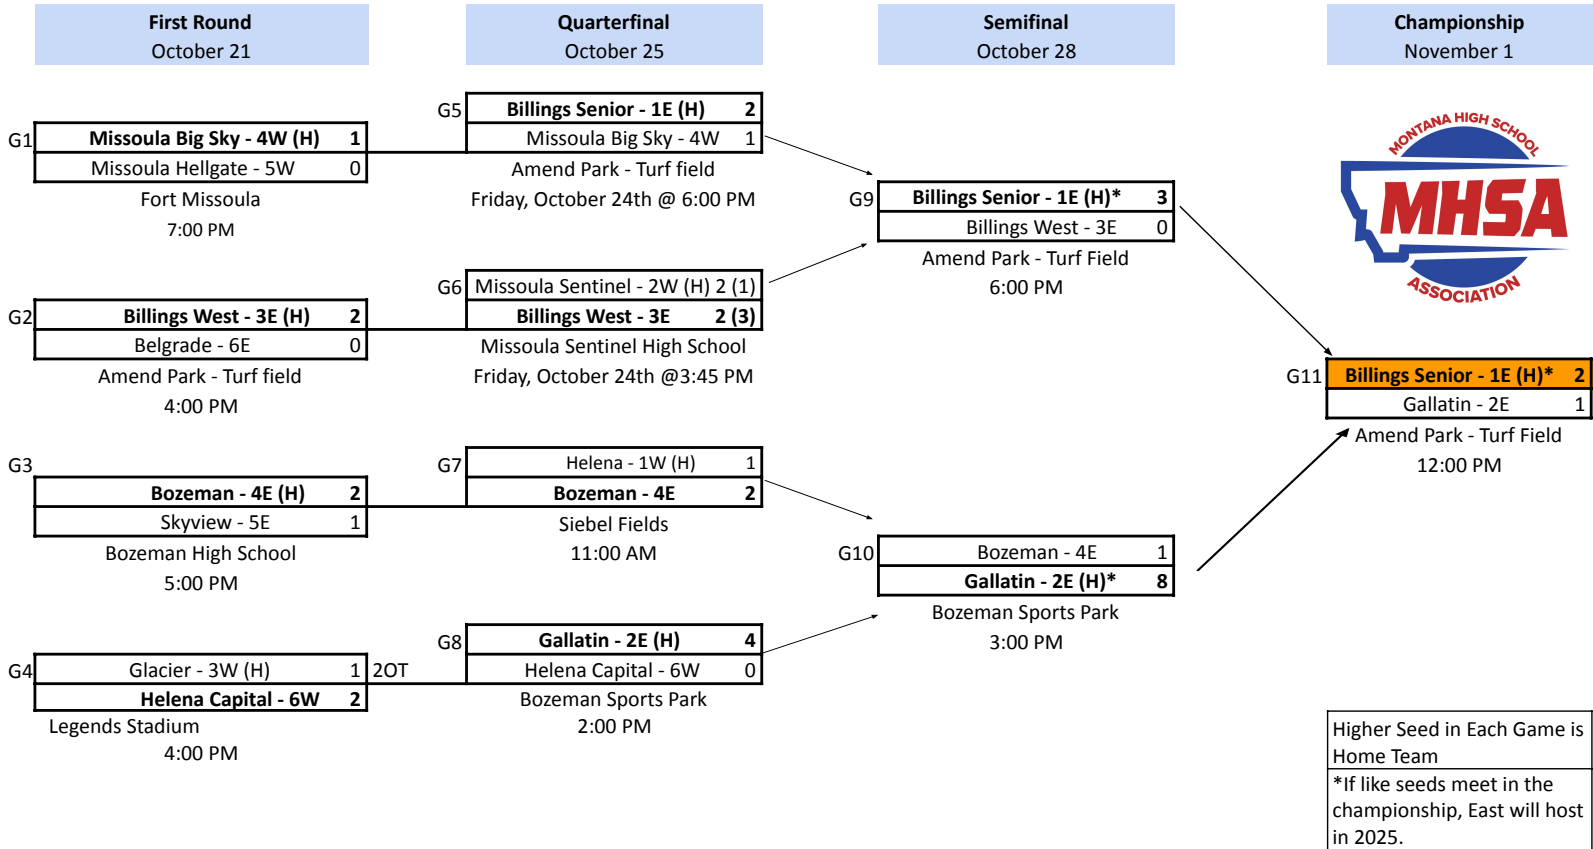 First Round
October 21
Quarterfinal
October 25
Semifinal
October 28
Championship
November 1
G1
Missoula Big Sky - 4W (H) 1
Missoula Hellgate - 5W 0
Fort Missoula
7:00 PM
G2
Billings West - 3E (H) 2
Belgrade - 6E 0
Amend Park - Turf field
4:00 PM
G3
Bozeman - 4E (H) 2
Skyview - 5E 1
Bozeman High School
5:00 PM
G4
Glacier - 3W (H) 1 2OT
Helena Capital - 6W 2
Legends Stadium
4:00 PM
G5
Billings Senior - 1E (H) 2
Missoula Big Sky - 4W 1
Amend Park - Turf field
Friday, October 24th @ 6:00 PM
G6
Missoula Sentinel - 2W (H) 2 (1)
Billings West - 3E 2 (3)
Missoula Sentinel High School
Friday, October 24th @3:45 PM
G7
Helena - 1W (H) 1
Bozeman - 4E 2
Siebel Fields
11:00 AM
G8
Gallatin - 2E (H) 4
Helena Capital - 6W 0
Bozeman Sports Park
2:00 PM
G9
Billings Senior - 1E (H)* 3
Billings West - 3E 0
Amend Park - Turf Field
6:00 PM
G10
Bozeman - 4E 1
Gallatin - 2E (H)* 8
Bozeman Sports Park
3:00 PM
MONTANA HIGH SCHOOL
MHSA
ASSOCIATION
G11
Billings Senior - 1E (H)* 2
Gallatin - 2E 1
Amend Park - Turf Field
12:00 PM
Higher Seed in Each Game is
Home Team
*If like seeds meet in the
championship, East will host
in 2025.